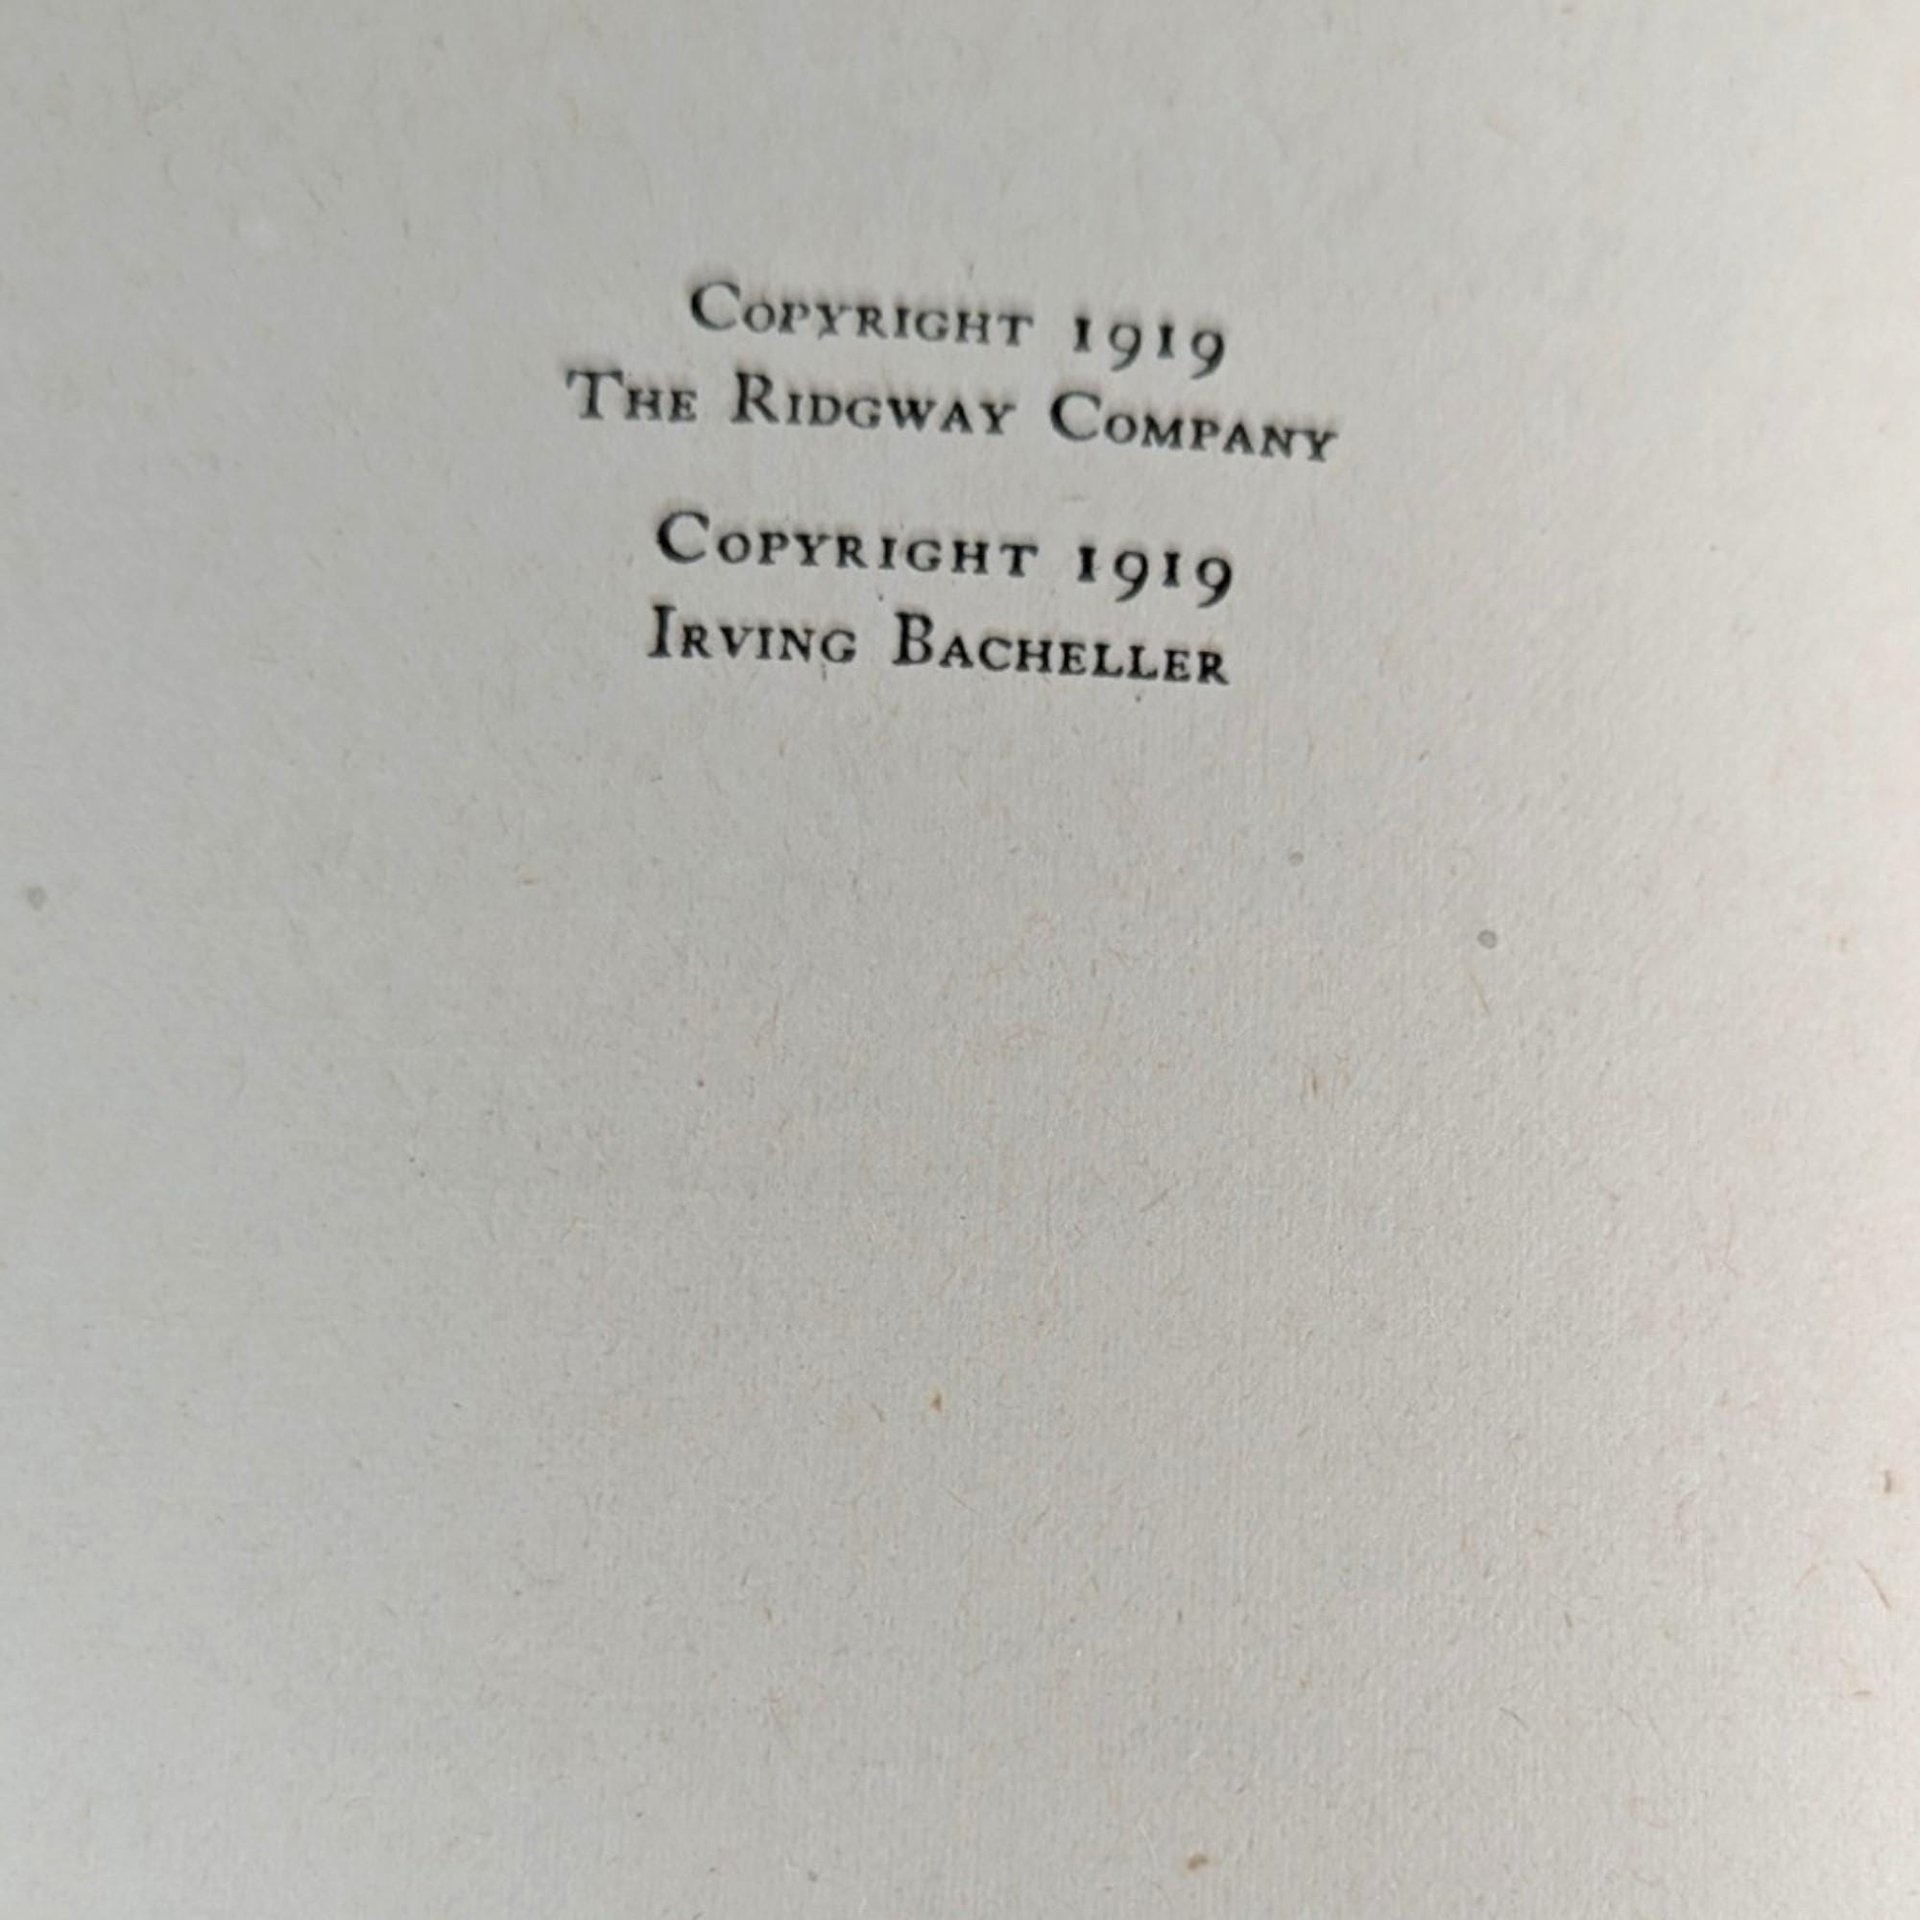 Copyright 1919
The Ridgway Company
Copyright 1919
Irving Bacheller